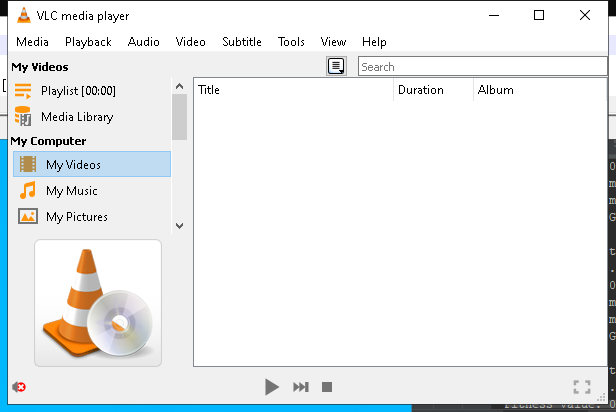 VLC media player
Media Playback Audio Video Subtitle Tools View Help
My Videos
Search
Playlist [00:00]
Media Library
My Computer
My Videos
My Music
My Pictures
Title Duration Album
Fitness value: 0